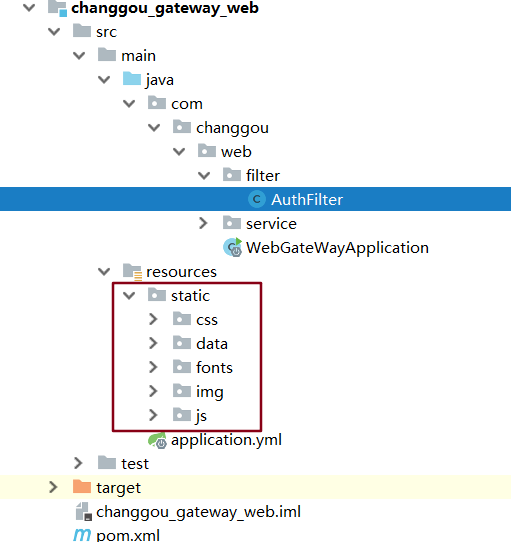 changgou_gateway_web
src
main
java
com
changgou
web
filter
AuthFilter
service
WebGateWayApplication
resources
static
css
data
fonts
img
js
application.yml
test
target
changgou_gateway_web.iml
pom.xml